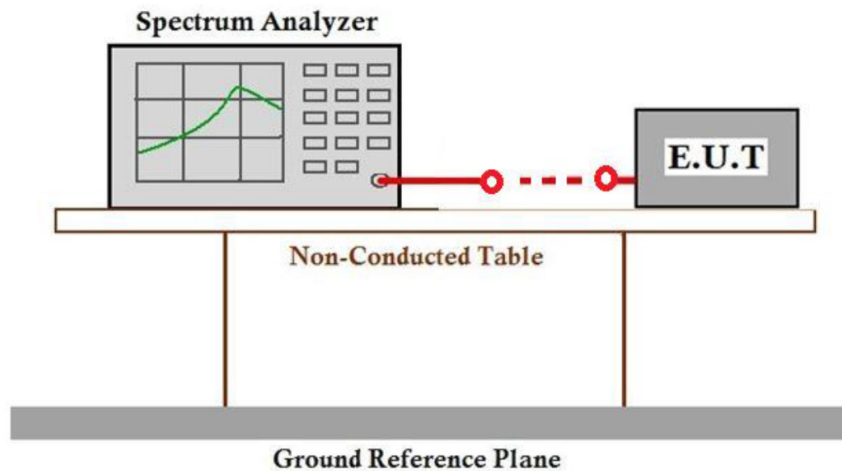 Spectrum Analyzer
E.U.T
Non-Conducted Table
Ground Reference Plane